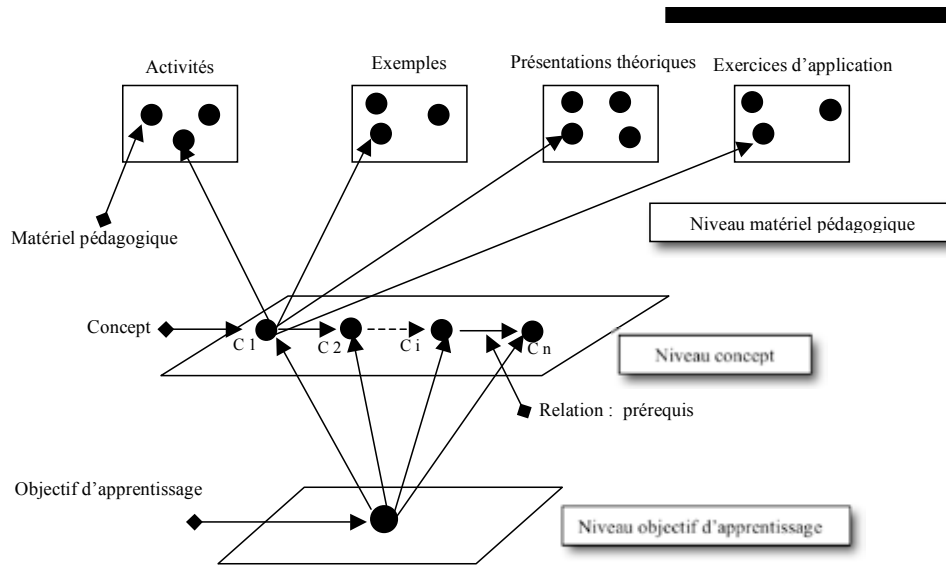 Activités
Exemples
Présentations théoriques
Exercices d'application
Matériel pédagogique
Niveau matériel pédagogique
Concept
C 1
C 2
C i
C n
Niveau concept
Relation : prérequis
Objectif d'apprentissage
Niveau objectif d'apprentissage